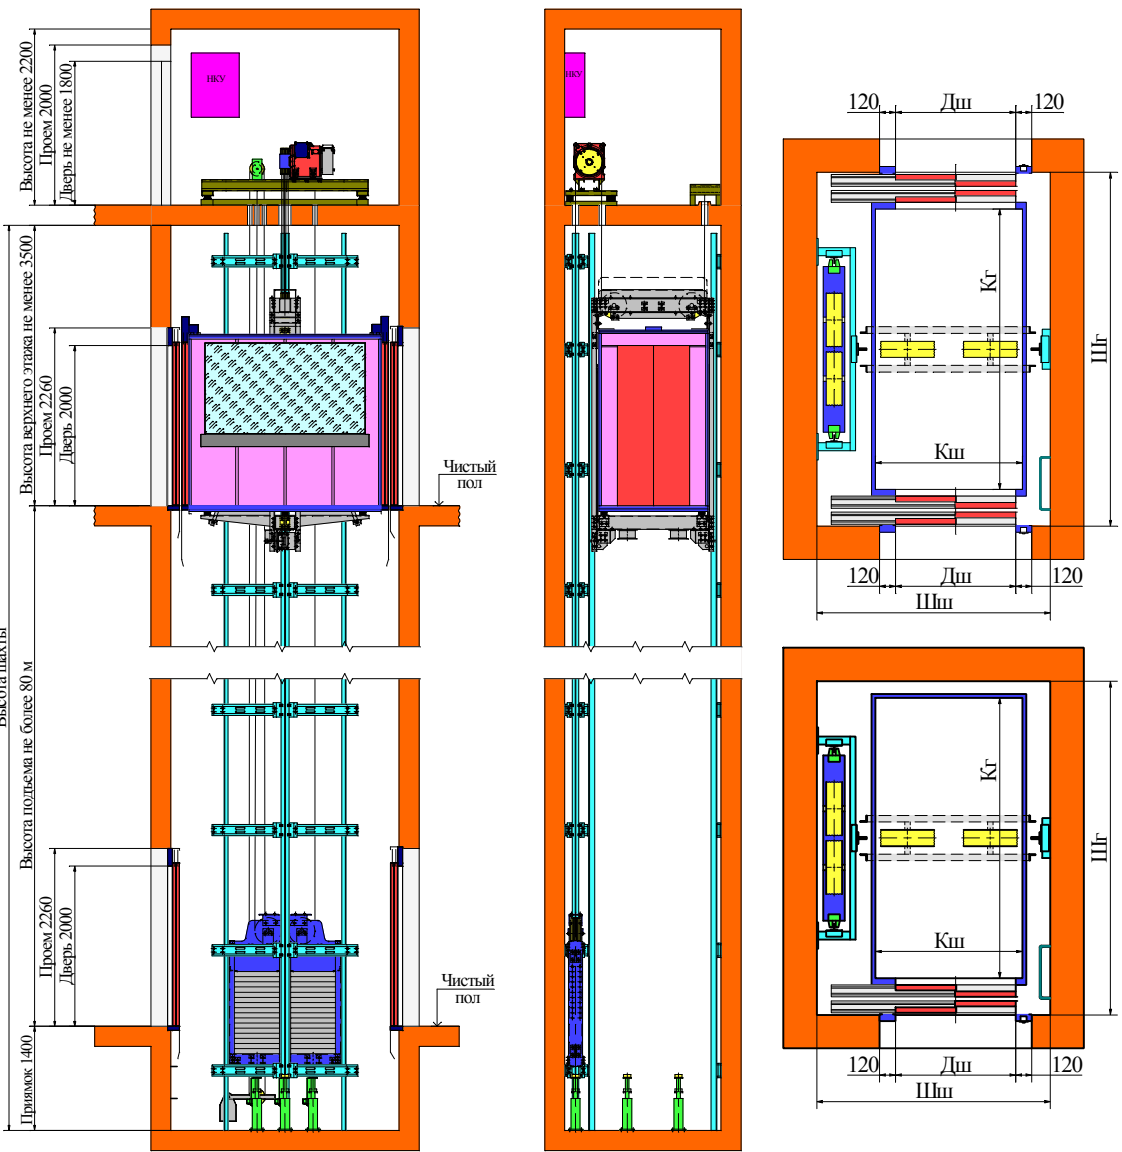 Высота не менее 2200
Проем 2000
Дверь не менее 1800
НКУ
НКУ
Высота верхнего этажа не менее 3500
Проем 2260
Дверь 2000
Чистый
пол
Высота шахты
Высота подъема не более 80 м
Проем 2260
Дверь 2000
Чистый
пол
Приямок 1400
120
Дш
120
Кг
Шг
Кш
120
Дш
120
Шш
Кг
Шг
Кш
120
Дш
120
Шш